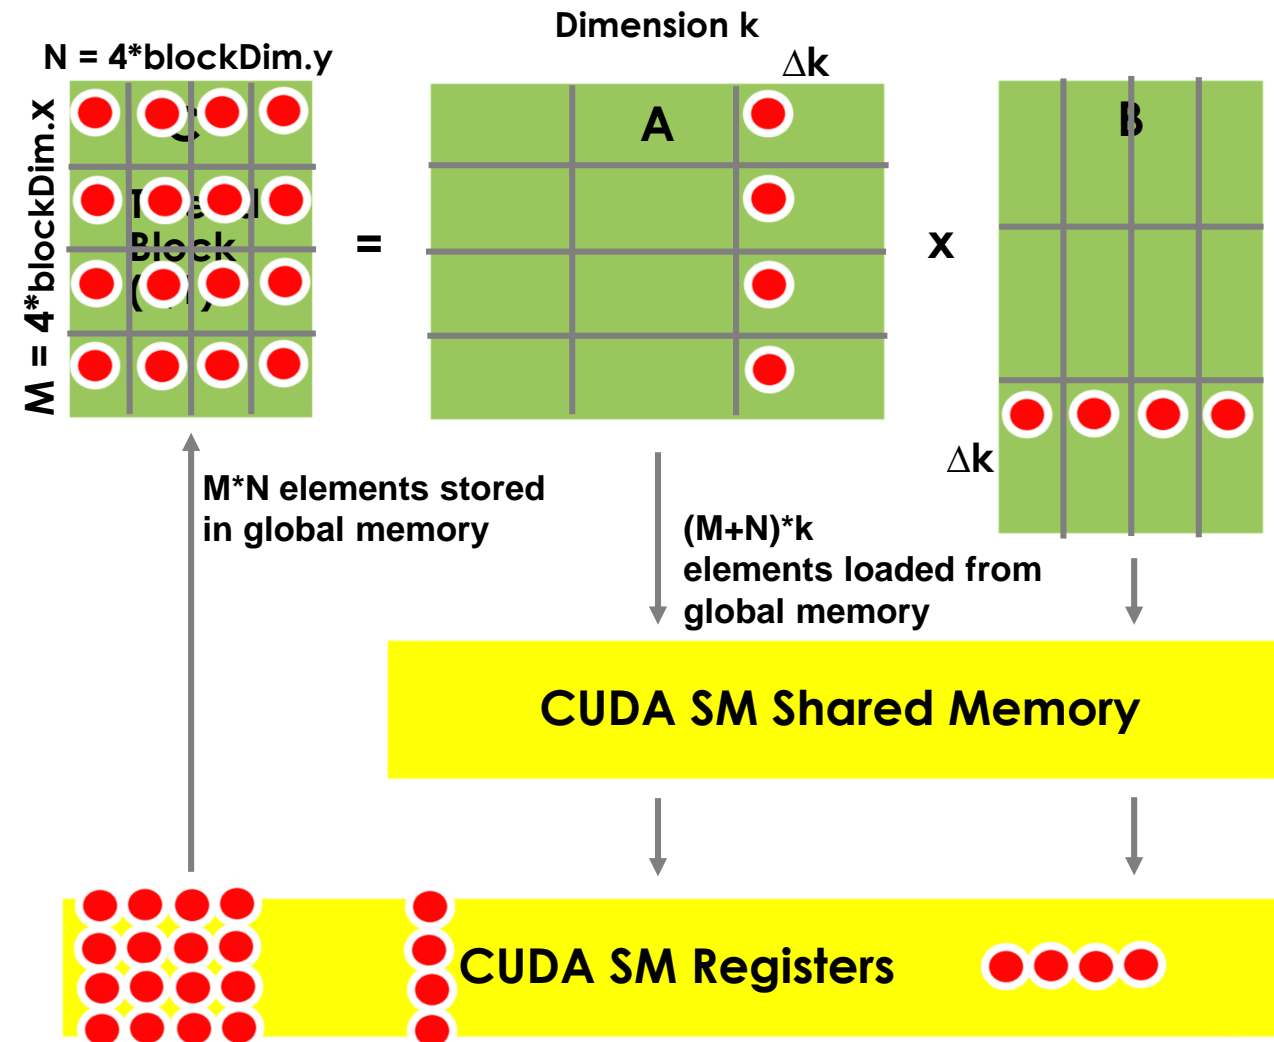 Dimension k
N = 4*blockDim.y
Δk
M = 4*blockDim.x
A
B
Block
=
x
Δk
M*N elements stored
in global memory
(M+N)*k
elements loaded from
global memory
CUDA SM Shared Memory
CUDA SM Registers